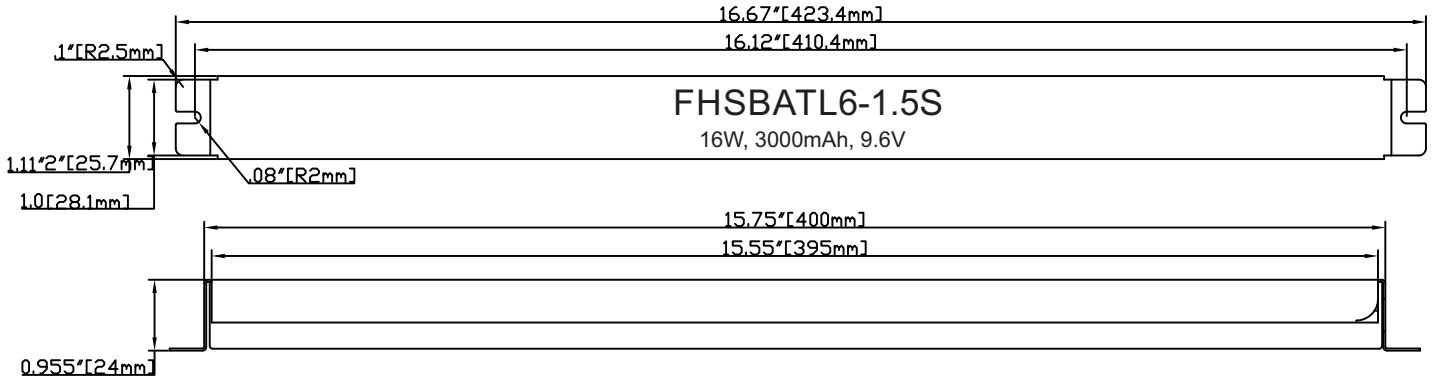 16.67"[423.4mm]
16.12"[410.4mm]
.1"[R2.5mm]
FHSBATL6-1.5S
16W, 3000mAh, 9.6V
1.11"2"[25.7mm]
.08"[R2mm]
1.0[28.1mm]
15.75"[400mm]
15.55"[395mm]
0.955"[24mm]